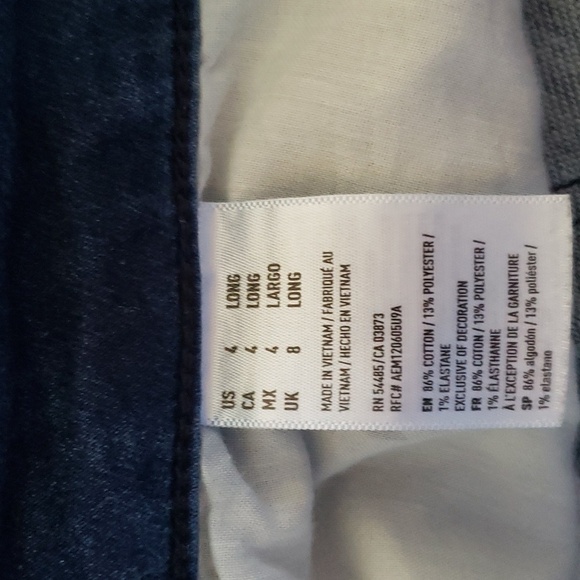 US 4 LONG
CA 4 LONG
MX 4 LARGO
UK 8 LONG
MADE IN VIETNAM / FABRIQUÉ AU
VIETNAM / HECHO EN VIETNAM
RN 54485/CA 03873
RFC# AEM120605U9A
EN 86% COTTON / 13% POLYESTER /
1% ELASTANE
EXCLUSIVE OF DECORATION
FR 86% COTON / 13% POLYESTER /
1% ÉLASTHANNE
À L'EXCEPTION DE LA GARNITURE
SP 86% algodón / 13% poliéster /
1% elastano